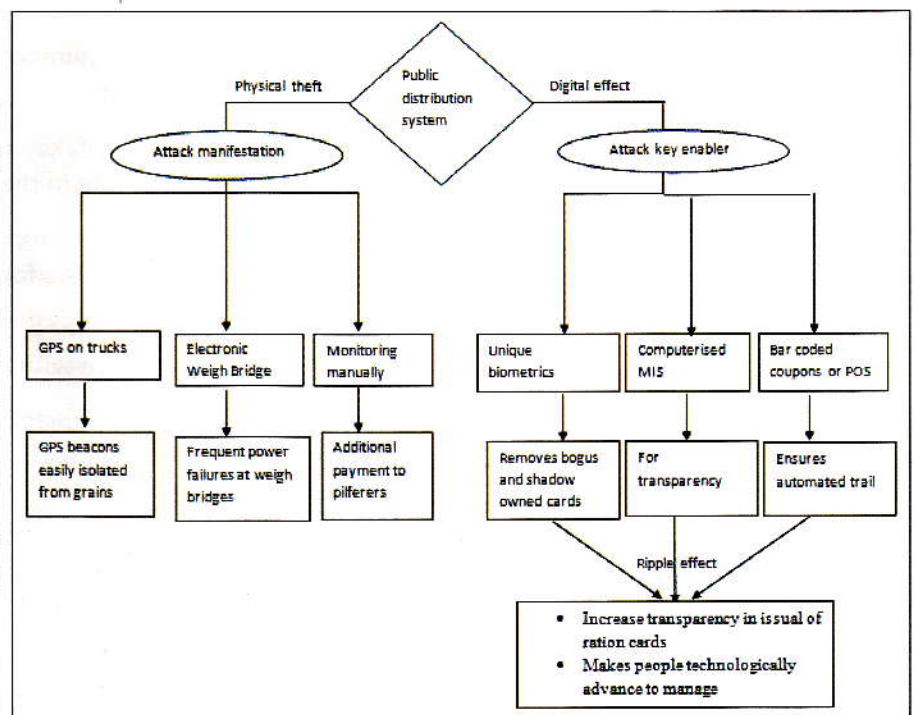 Physical theft
Public
distribution
system
Digital effect
Attack manifestation
Attack key enabler
GPS on trucks
Electronic
Weigh Bridge
Monitoring
manually
Unique
biometrics
Computerised
MIS
Bar coded
coupons or POS
GPS beacons
easily isolated
from grains
Frequent power
failures at weigh
bridges
Additional
payment to
pilferers
Removes bogus
and shadow
owned cards
For
transparency
Ensures
automated trail
Ripple effect
• Increase transparency in issual of
ration cards
• Makes people technologically
advance to manage